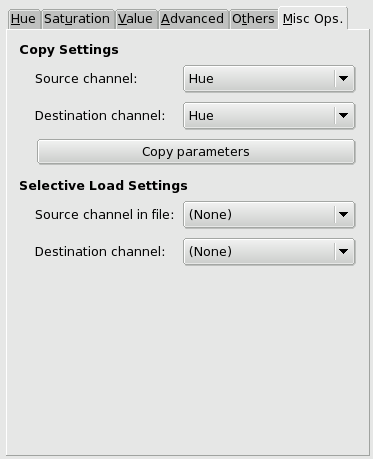 Hue Saturation Value Advanced Others Misc Ops.
Copy Settings
Source channel: Hue
Destination channel: Hue
Copy parameters
Selective Load Settings
Source channel in file: (None)
Destination channel: (None)